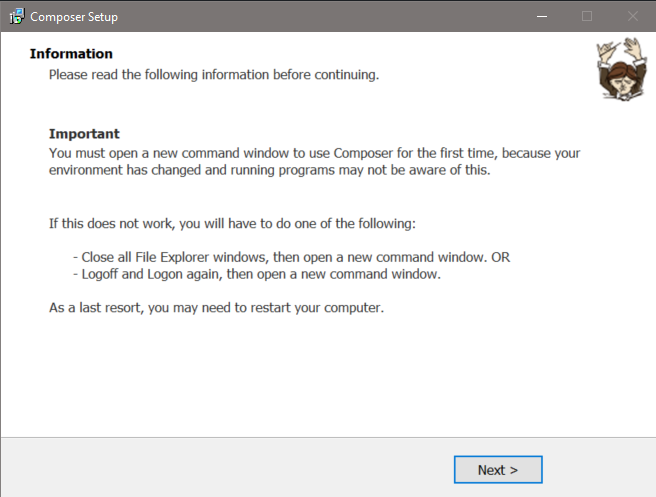 Composer Setup
Information
Please read the following information before continuing.
Important
You must open a new command window to use Composer for the first time, because your
environment has changed and running programs may not be aware of this.
If this does not work, you will have to do one of the following:
- Close all File Explorer windows, then open a new command window. OR
- Logoff and Logon again, then open a new command window.
As a last resort, you may need to restart your computer.
Next >